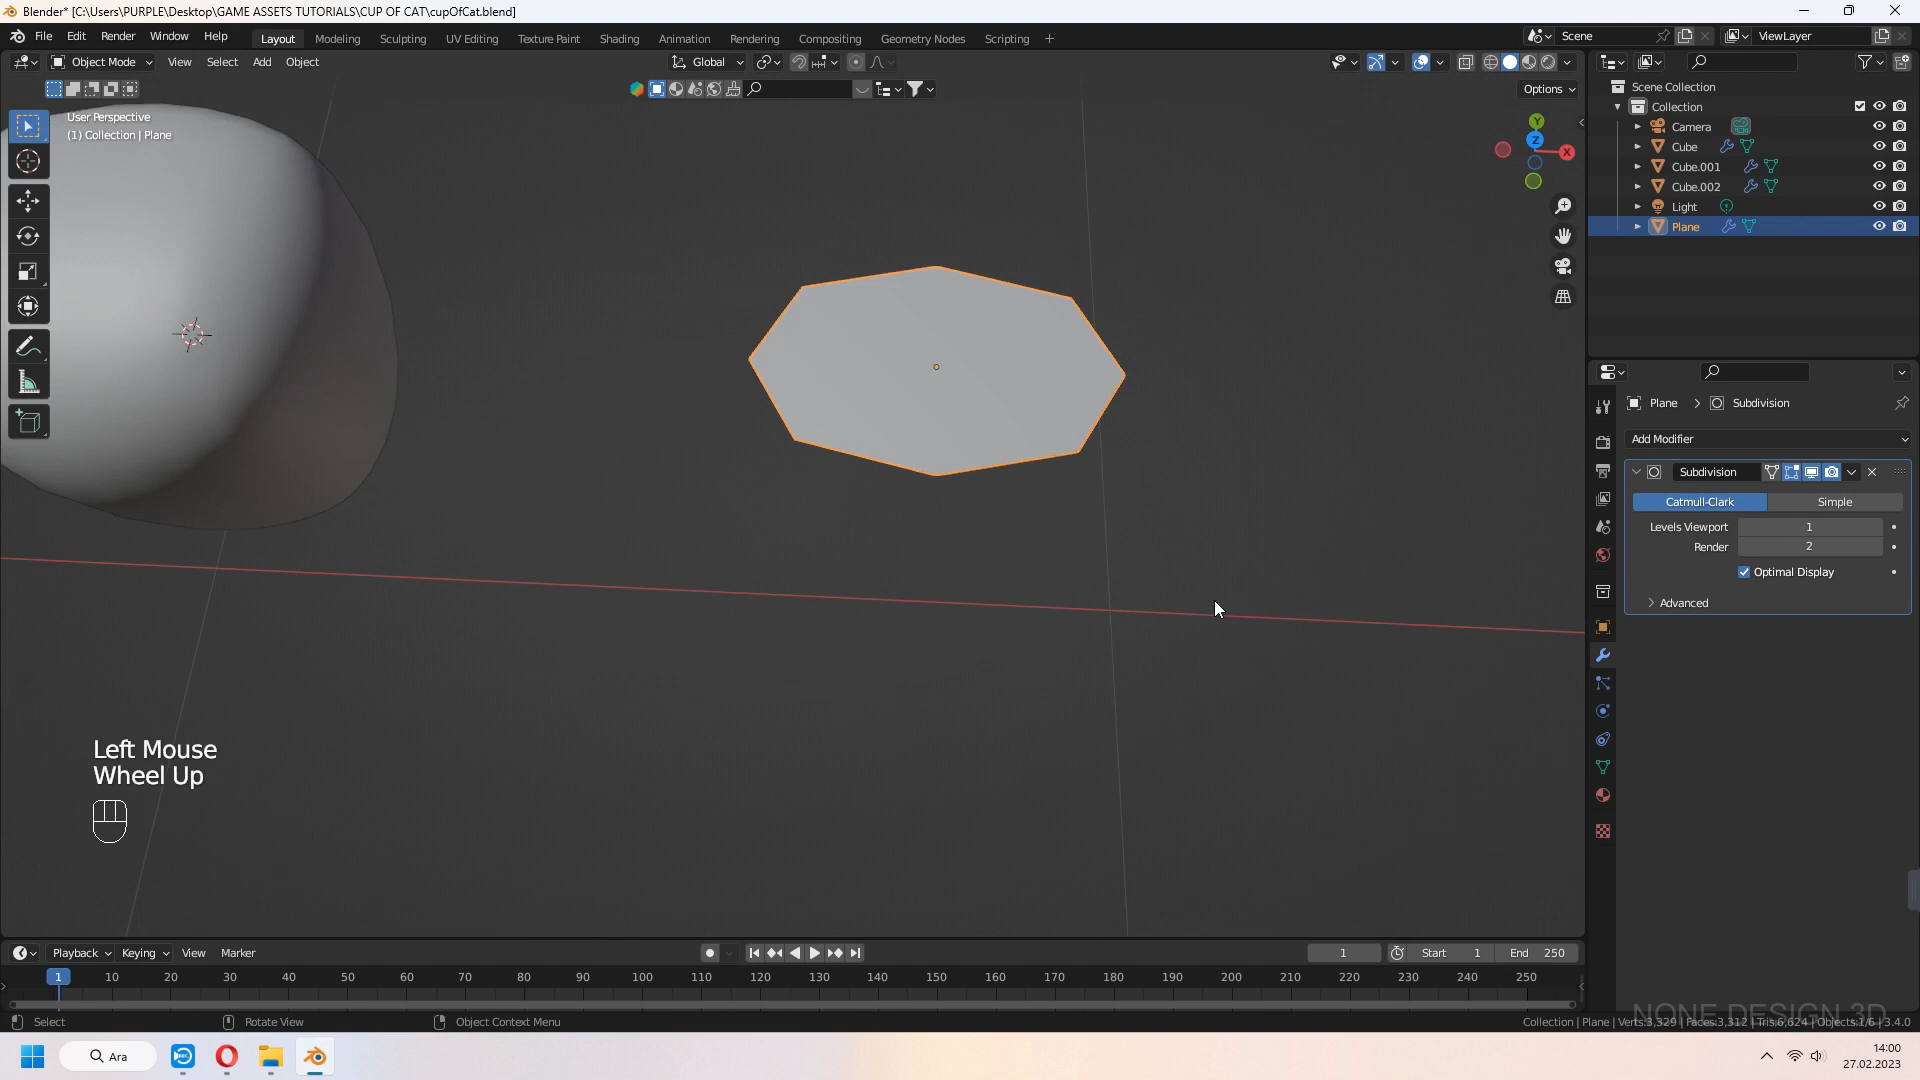 Blender* [C:\Users\PURPLE\Desktop\GAME ASSETS TUTORIALS\CUP OF CAT\cupOfCat.blend]
File Edit Render Window Help Layout Modeling Sculpting UV Editing Texture Paint Shading Animation Rendering Compositing Geometry Nodes Scripting + Scene ViewLayer
Object Mode View Select Add Object Global
Options
User Perspective
(1) Collection | Plane
Y
Z
X
Scene Collection
Collection
Camera
Cube
Cube.001
Cube.002
Light
Plane
Plane > Subdivision
Add Modifier
Subdivision
Catmull-Clark Simple
Levels Viewport 1
Render 2
Optimal Display
Advanced
Left Mouse
Wheel Up
Playback Keying View Marker 1 Start 1 End 250
1 10 20 30 40 50 60 70 80 90 100 110 120 130 140 150 160 170 180 190 200 210 220 230 240 250
NONE DESIGN 3D
Select Rotate View Object Context Menu Collection | Plane | Verts:3,329 | Faces:3,312 | Tris:6,624 | Objects:1/6 | 3.4.0
Ara
14:00
27.02.2023